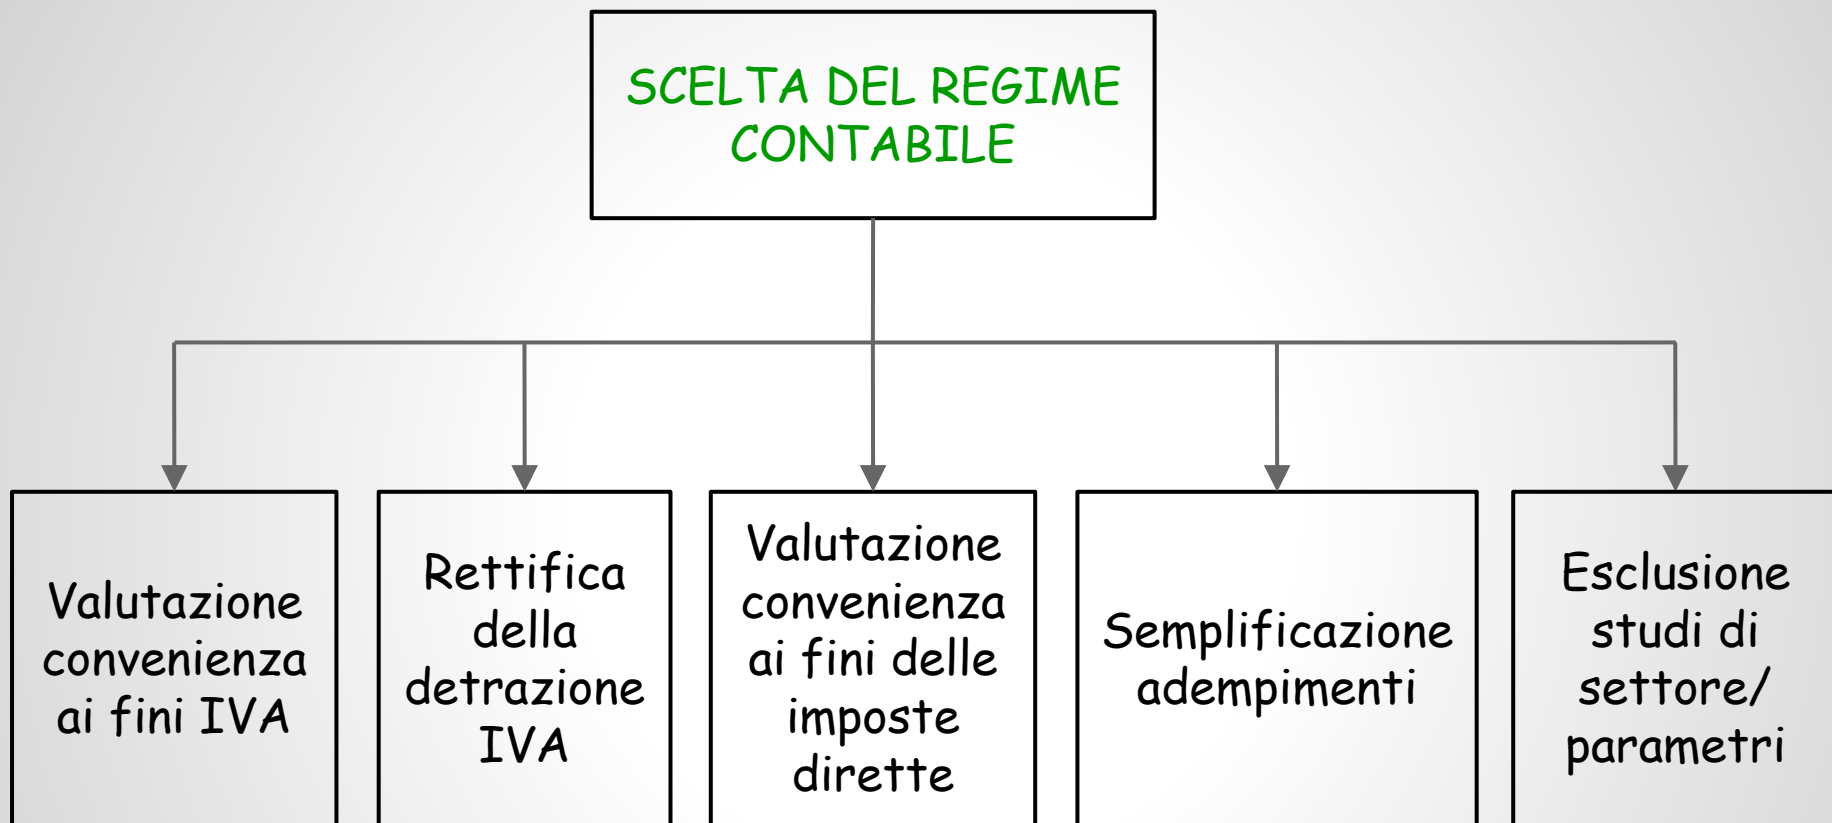 SCELTA DEL REGIME
CONTABILE
Valutazione
convenienza
ai fini IVA
Rettifica
della
detrazione
IVA
Valutazione
convenienza
ai fini delle
imposte
dirette
Semplificazione
adempimenti
Esclusione
studi di
settore/
parametri